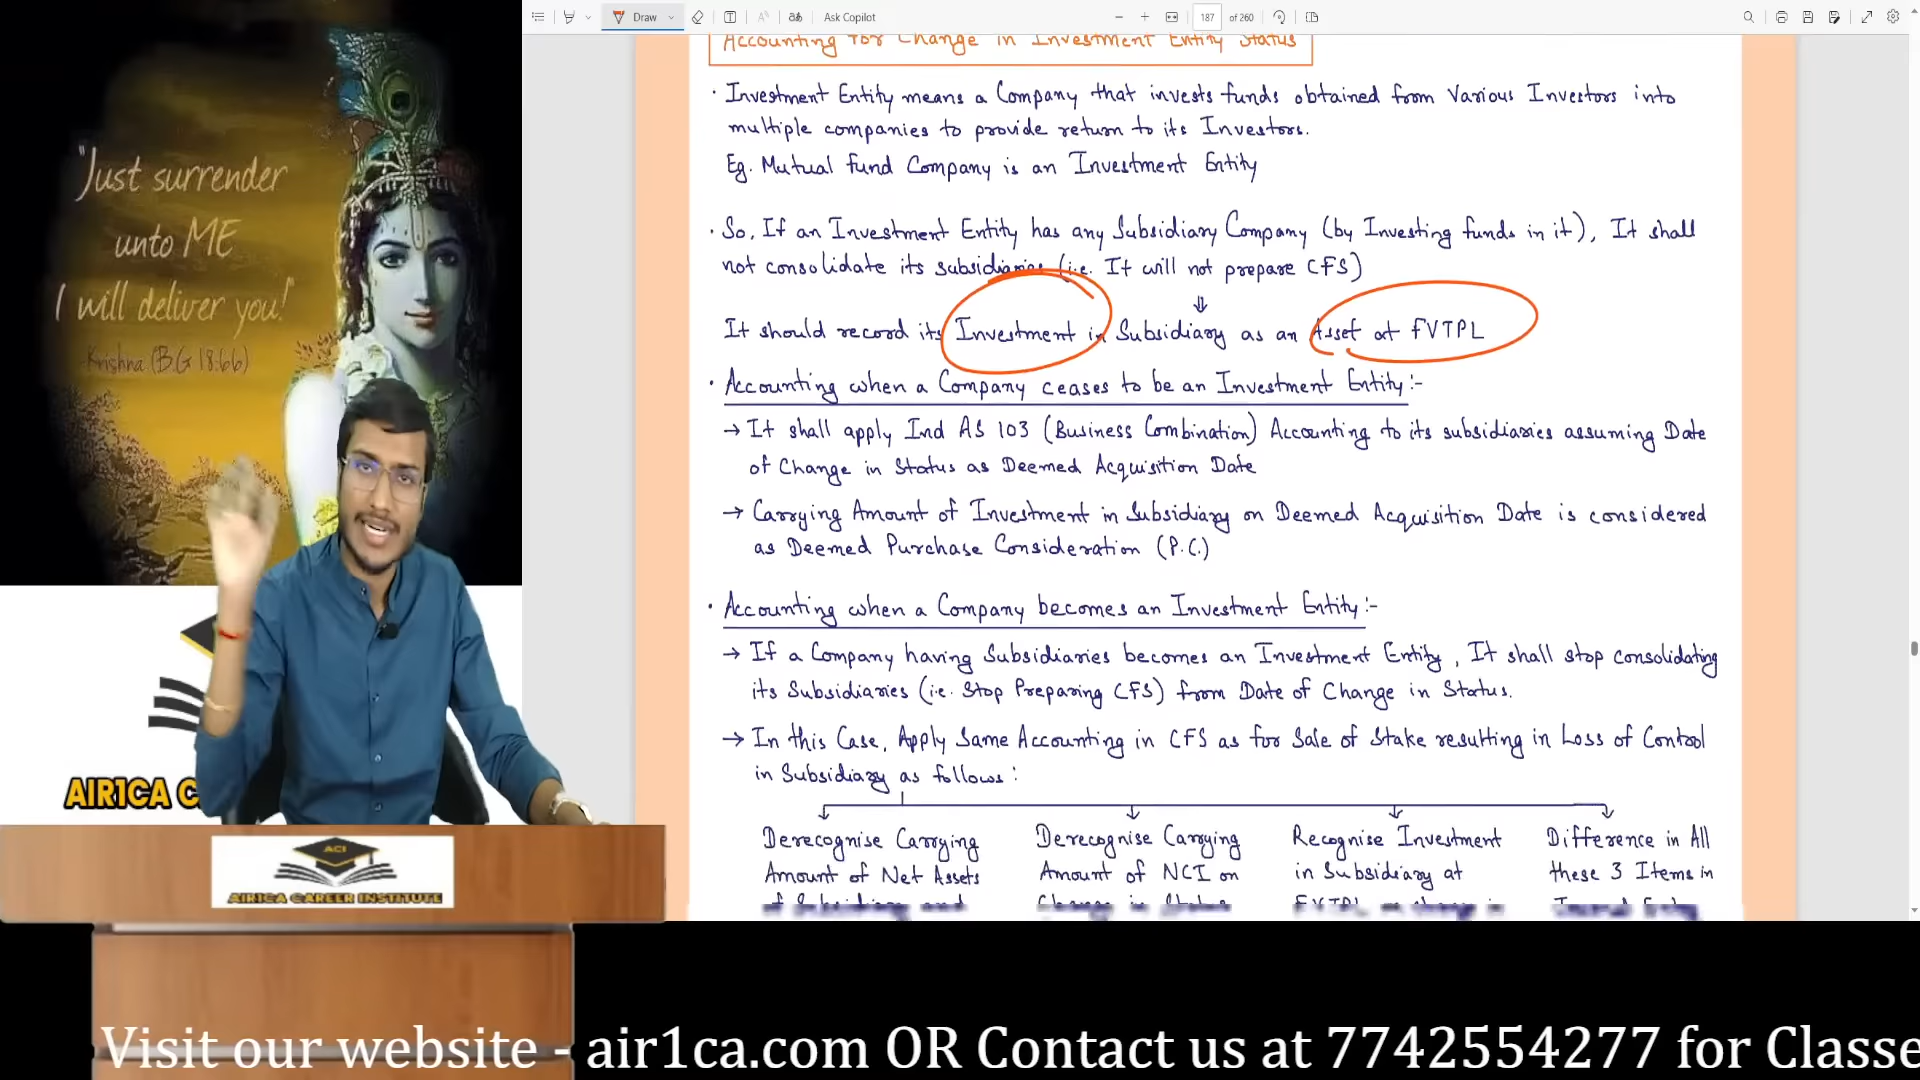 Draw
Ask Copilot
187
of 260
Accounting for Change in Investment Entity Status
· Investment Entity means a Company that invests funds obtained from Various Investors into
multiple companies to provide return to its Investors.
Eg. Mutual Fund Company is an Investment Entity
· So, If an Investment Entity has any Subsidiary Company (by Investing funds in it), It shall
not consolidate its subsidiaries (i.e. It will not prepare CFS)
⇓
It should record its Investment in Subsidiary as an Asset at FVTPL
· Accounting when a Company ceases to be an Investment Entity :-
→ It shall apply Ind AS 103 (Business Combination) Accounting to its subsidiaries assuming Date
of Change in Status as Deemed Acquisition Date
→ Carrying Amount of Investment in Subsidiary on Deemed Acquisition Date is considered
as Deemed Purchase Consideration (P.C.)
· Accounting when a Company becomes an Investment Entity :-
→ If a Company having Subsidiaries becomes an Investment Entity, It shall stop consolidating
its Subsidiaries (i.e. Stop Preparing CFS) from Date of Change in Status.
→ In this Case, Apply Same Accounting in CFS as for Sale of Stake resulting in Loss of Control
in Subsidiary as follows :
Derecognise Carrying
Amount of Net Assets
Derecognise Carrying
Amount of NCI on
Recognise Investment
in Subsidiary at
Difference in All
these 3 Items in
"Just surrender
unto ME
I will deliver you!"
Krishna (B.G 18:66)
AIR1CA C
ACI
AIR1CA CAREER INSTITUTE
Visit our website - air1ca.com OR Contact us at 7742554277 for Classe